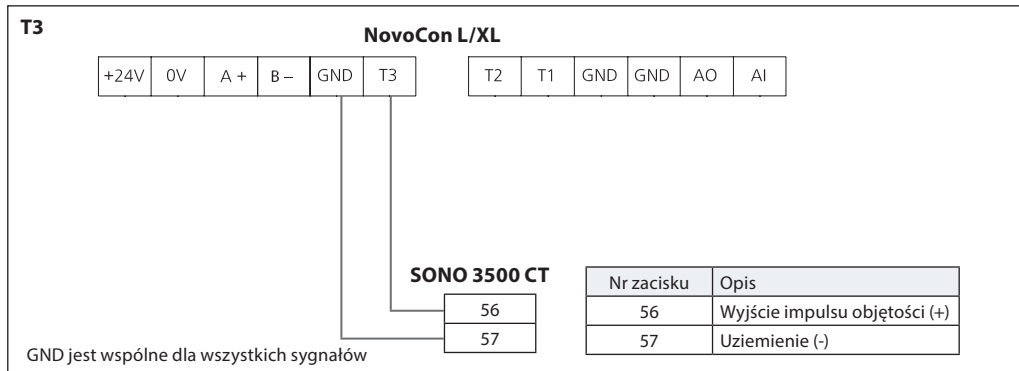 T3
NovoCon L/XL
+24V 0V A + B – GND T3 T2 T1 GND GND AO AI
SONO 3500 CT
56
57
Nr zacisku Opis
56 Wyjście impulsu objętości (+)
57 Uziemienie (-)
GND jest wspólne dla wszystkich sygnałów